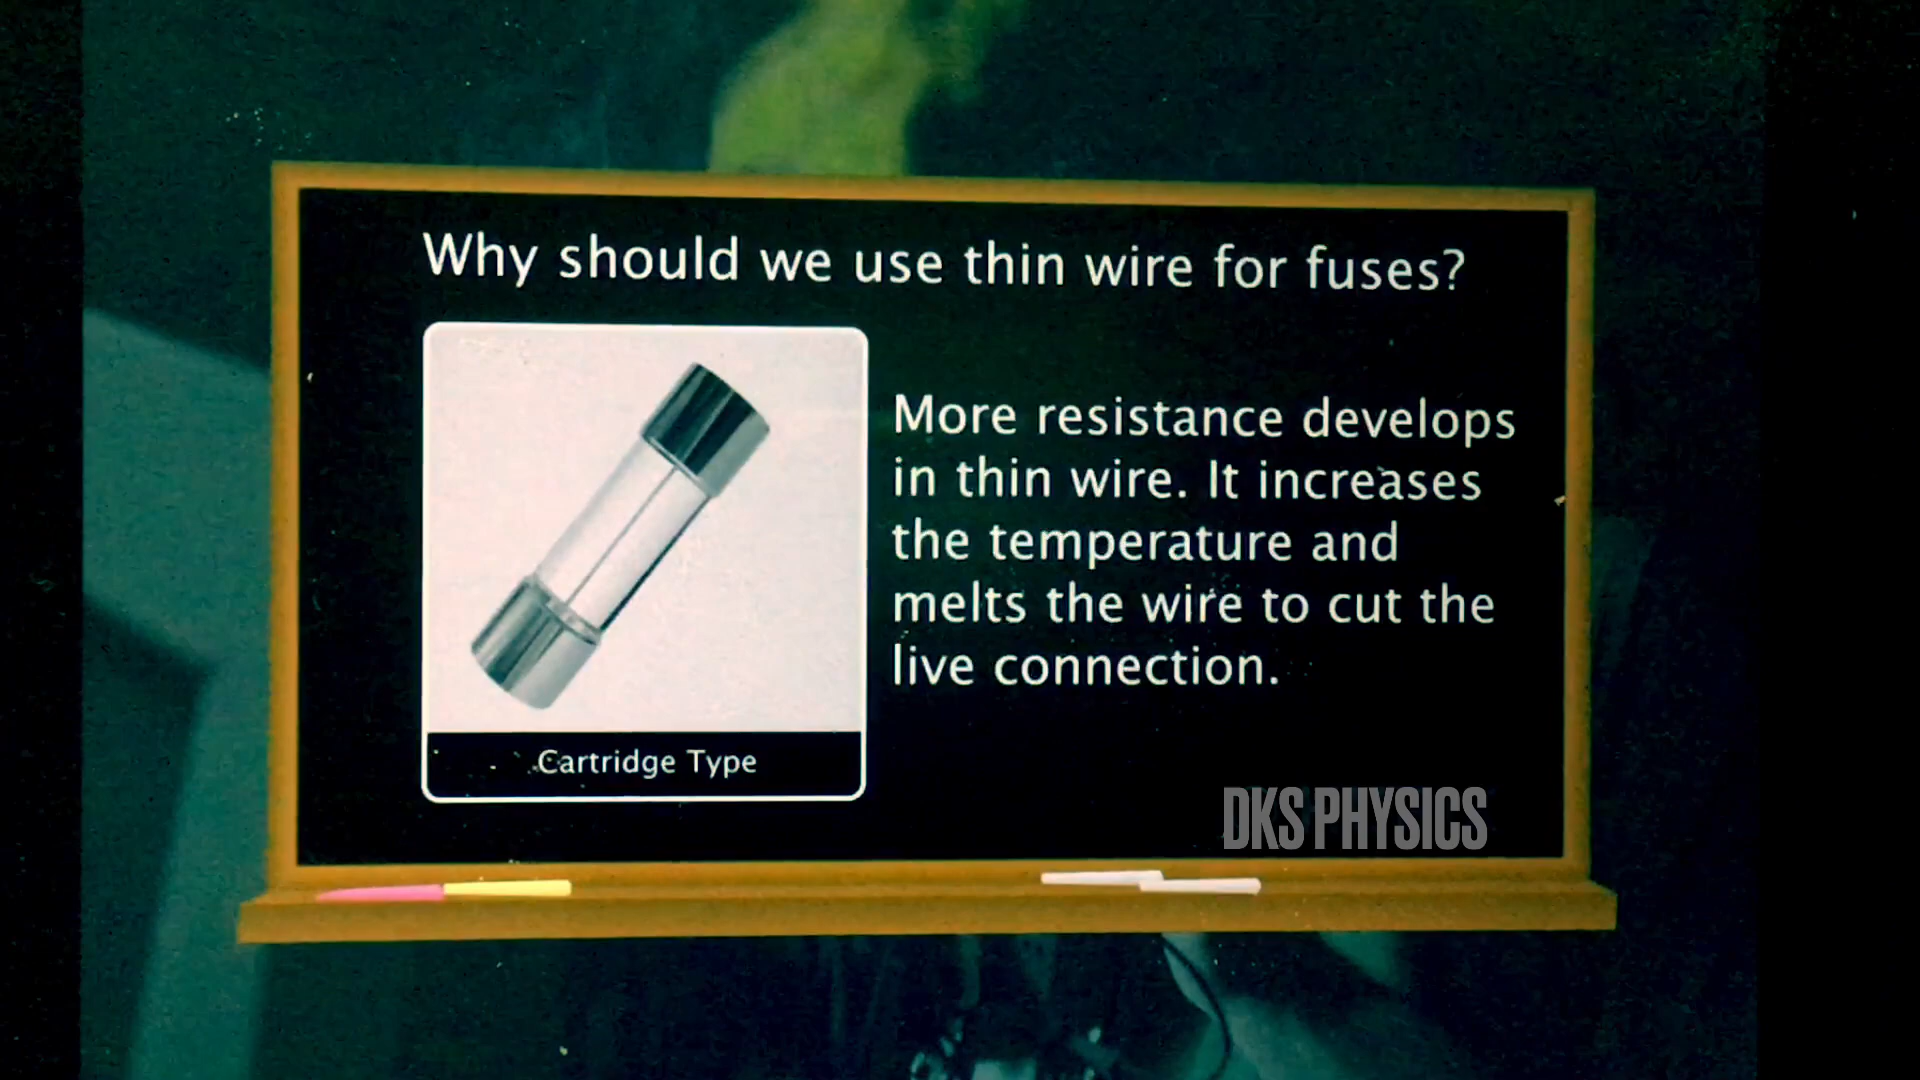 Why should we use thin wire for fuses?
More resistance develops
in thin wire. It increases
the temperature and
melts the wire to cut the
live connection.
Cartridge Type
DKS PHYSICS